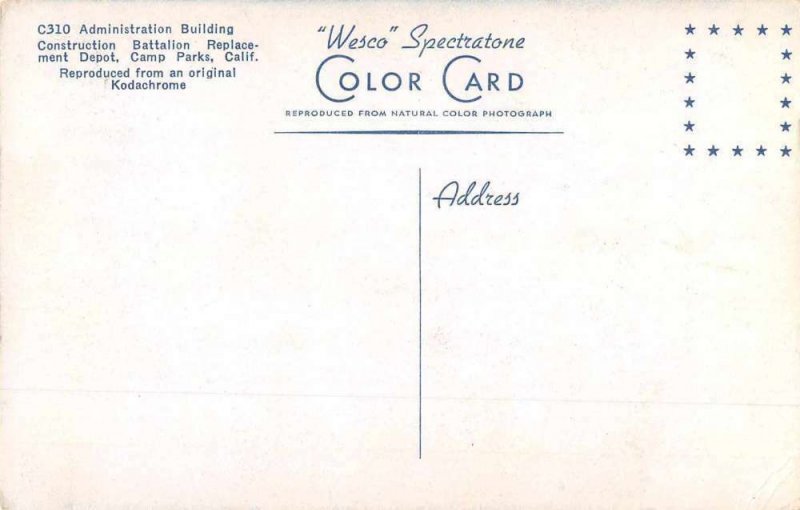 C310 Administration Building
Construction Battalion Replace-
ment Depot, Camp Parks, Calif.
Reproduced from an original
Kodachrome
"Wesco" Spectratone
COLOR CARD
REPRODUCED FROM NATURAL COLOR PHOTOGRAPH
Address